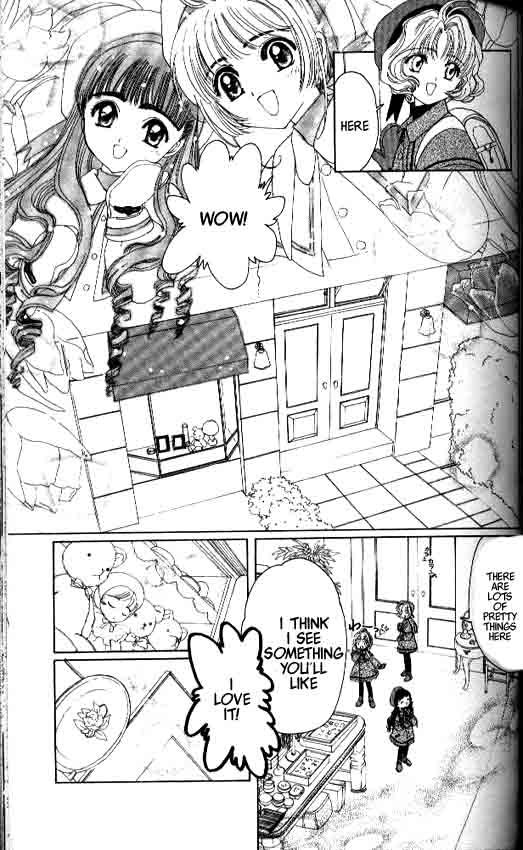 HERE
WOW!
THERE
ARE
LOTS
OF
PRETTY
THINGS
HERE
I THINK
I SEE
SOMETHING
YOU'LL
LIKE
I
LOVE
IT!